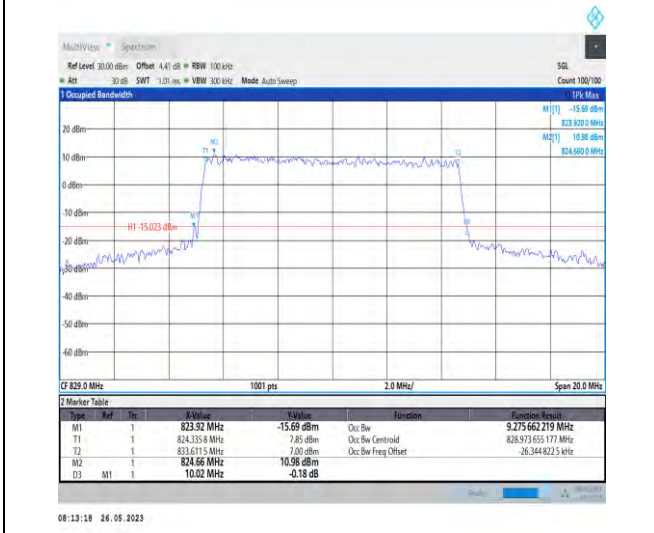 MultiView Spectrum
Ref Level 30.00 dBm Offset 4.41 dB RBW 100 kHz SGL
Att 30 dB SWT 1.01 ms VBW 300 kHz Mode Auto Sweep Count 100/100
1 Occupied Bandwidth 1Pk Max
M1[1] -15.69 dBm
823.920 0 MHz
M2[1] 10.98 dBm
824.660 0 MHz
20 dBm
M2
T1 T2
10 dBm
0 dBm
-10 dBm
M1
H1 -15.023 dBm
-20 dBm
-30 dBm
-40 dBm
-50 dBm
-60 dBm
CF 829.0 MHz 1001 pts 2.0 MHz/ Span 20.0 MHz
2 Marker Table
Type Ref Trc X-Value Y-Value Function Function Result
M1 1 823.92 MHz -15.69 dBm Occ Bw 9.275 662 219 MHz
T1 1 824.335 8 MHz 7.85 dBm Occ Bw Centroid 828.973 655 177 MHz
T2 1 833.611 5 MHz 7.00 dBm Occ Bw Freq Offset -26.344 822 5 kHz
M2 1 824.66 MHz 10.98 dBm
D3 M1 1 10.02 MHz -0.18 dB
08:13:18 26.05.2023